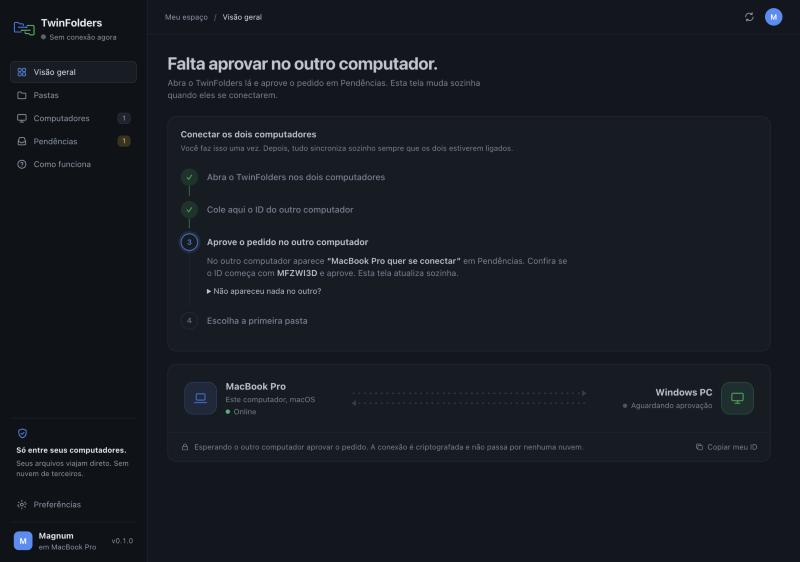 TwinFolders
Sem conexão agora
Visão geral
Pastas
Computadores 1
Pendências 1
Como funciona
Só entre seus computadores.
Seus arquivos viajam direto. Sem
nuvem de terceiros.
Preferências
M
Magnum
em MacBook Pro
v0.1.0
Meu espaço / Visão geral
M
Falta aprovar no outro computador.
Abra o TwinFolders lá e aprove o pedido em Pendências. Esta tela muda sozinha
quando eles se conectarem.
Conectar os dois computadores
Você faz isso uma vez. Depois, tudo sincroniza sozinho sempre que os dois estiverem ligados.
Abra o TwinFolders nos dois computadores
Cole aqui o ID do outro computador
3 Aprove o pedido no outro computador
No outro computador aparece "MacBook Pro quer se conectar" em Pendências. Confira se
o ID começa com MFZWI3D e aprove. Esta tela atualiza sozinha.
Não apareceu nada no outro?
4 Escolha a primeira pasta
MacBook Pro
Este computador, macOS
Online
Windows PC
Aguardando aprovação
Esperando o outro computador aprovar o pedido. A conexão é criptografada e não passa por nenhuma nuvem.
Copiar meu ID